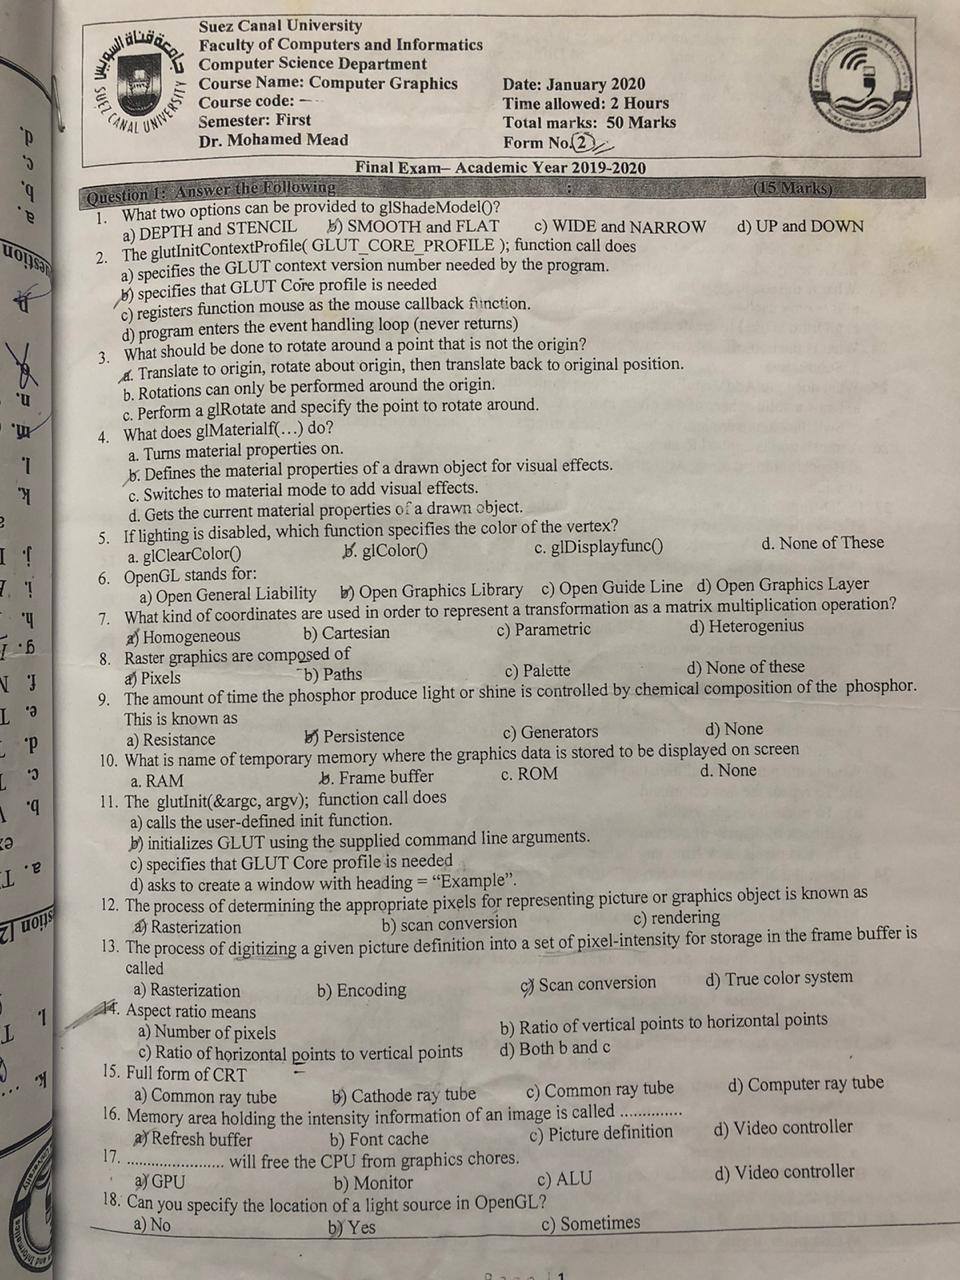 Suez Canal University
Faculty of Computers and Informatics
Computer Science Department
Course Name: Computer Graphics
Course code: –
Semester: First
Dr. Mohamed Mead
Date: January 2020
Time allowed: 2 Hours
Total marks: 50 Marks
Form No.(2)
جامعة قناة السويس
SUEZ CANAL UNIVERSITY
Final Exam– Academic Year 2019-2020
Question 1: Answer the Following : (15 Marks)
1. What two options can be provided to glShadeModel()?
a) DEPTH and STENCIL b) SMOOTH and FLAT c) WIDE and NARROW d) UP and DOWN
2. The glutInitContextProfile( GLUT_CORE_PROFILE ); function call does
a) specifies the GLUT context version number needed by the program.
b) specifies that GLUT Core profile is needed
c) registers function mouse as the mouse callback function.
d) program enters the event handling loop (never returns)
3. What should be done to rotate around a point that is not the origin?
a. Translate to origin, rotate about origin, then translate back to original position.
b. Rotations can only be performed around the origin.
c. Perform a glRotate and specify the point to rotate around.
4. What does glMaterialf(…) do?
a. Turns material properties on.
b. Defines the material properties of a drawn object for visual effects.
c. Switches to material mode to add visual effects.
d. Gets the current material properties of a drawn object.
5. If lighting is disabled, which function specifies the color of the vertex?
a. glClearColor() b. glColor() c. glDisplayfunc() d. None of These
6. OpenGL stands for:
a) Open General Liability b) Open Graphics Library c) Open Guide Line d) Open Graphics Layer
7. What kind of coordinates are used in order to represent a transformation as a matrix multiplication operation?
a) Homogeneous b) Cartesian c) Parametric d) Heterogenius
8. Raster graphics are composed of
a) Pixels b) Paths c) Palette d) None of these
9. The amount of time the phosphor produce light or shine is controlled by chemical composition of the phosphor.
This is known as
a) Resistance b) Persistence c) Generators d) None
10. What is name of temporary memory where the graphics data is stored to be displayed on screen
a. RAM b. Frame buffer c. ROM d. None
11. The glutInit(&argc, argv); function call does
a) calls the user-defined init function.
b) initializes GLUT using the supplied command line arguments.
c) specifies that GLUT Core profile is needed
d) asks to create a window with heading = “Example”.
12. The process of determining the appropriate pixels for representing picture or graphics object is known as
a) Rasterization b) scan conversion c) rendering
13. The process of digitizing a given picture definition into a set of pixel-intensity for storage in the frame buffer is
called
a) Rasterization b) Encoding c) Scan conversion d) True color system
14. Aspect ratio means
a) Number of pixels b) Ratio of vertical points to horizontal points
c) Ratio of horizontal points to vertical points d) Both b and c
15. Full form of CRT
a) Common ray tube b) Cathode ray tube c) Common ray tube d) Computer ray tube
16. Memory area holding the intensity information of an image is called .............
a) Refresh buffer b) Font cache c) Picture definition d) Video controller
17. ...................... will free the CPU from graphics chores.
a) GPU b) Monitor c) ALU d) Video controller
18. Can you specify the location of a light source in OpenGL?
a) No b) Yes c) Sometimes